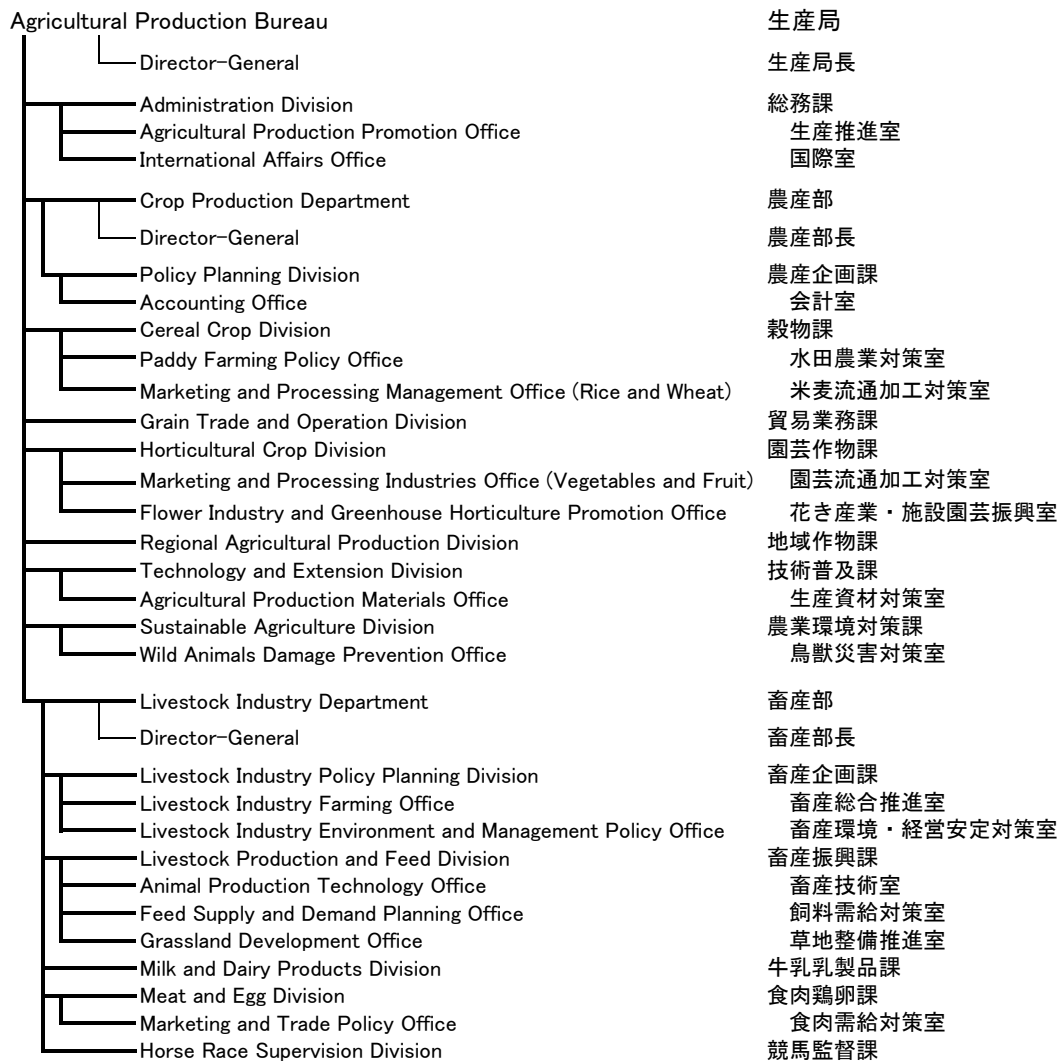 Agricultural Production Bureau 生産局
Director-General 生産局長
Administration Division 総務課
Agricultural Production Promotion Office 生産推進室
International Affairs Office 国際室
Crop Production Department 農産部
Director-General 農産部長
Policy Planning Division 農産企画課
Accounting Office 会計室
Cereal Crop Division 穀物課
Paddy Farming Policy Office 水田農業対策室
Marketing and Processing Management Office (Rice and Wheat) 米麦流通加工対策室
Grain Trade and Operation Division 貿易業務課
Horticultural Crop Division 園芸作物課
Marketing and Processing Industries Office (Vegetables and Fruit) 園芸流通加工対策室
Flower Industry and Greenhouse Horticulture Promotion Office 花き産業・施設園芸振興室
Regional Agricultural Production Division 地域作物課
Technology and Extension Division 技術普及課
Agricultural Production Materials Office 生産資材対策室
Sustainable Agriculture Division 農業環境対策課
Wild Animals Damage Prevention Office 鳥獣災害対策室
Livestock Industry Department 畜産部
Director-General 畜産部長
Livestock Industry Policy Planning Division 畜産企画課
Livestock Industry Farming Office 畜産総合推進室
Livestock Industry Environment and Management Policy Office 畜産環境・経営安定対策室
Livestock Production and Feed Division 畜産振興課
Animal Production Technology Office 畜産技術室
Feed Supply and Demand Planning Office 飼料需給対策室
Grassland Development Office 草地整備推進室
Milk and Dairy Products Division 牛乳乳製品課
Meat and Egg Division 食肉鶏卵課
Marketing and Trade Policy Office 食肉需給対策室
Horse Race Supervision Division 競馬監督課